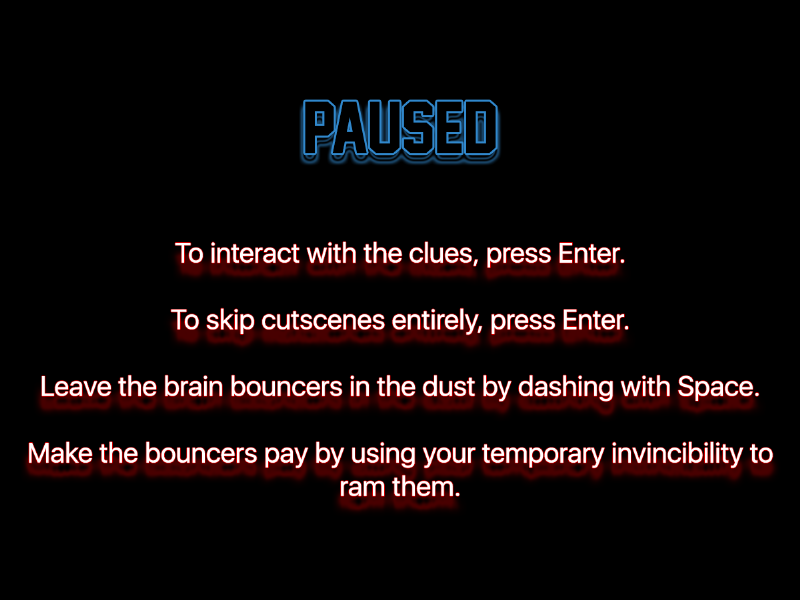 PAUSED
To interact with the clues, press Enter.
To skip cutscenes entirely, press Enter.
Leave the brain bouncers in the dust by dashing with Space.
Make the bouncers pay by using your temporary invincibility to
ram them.